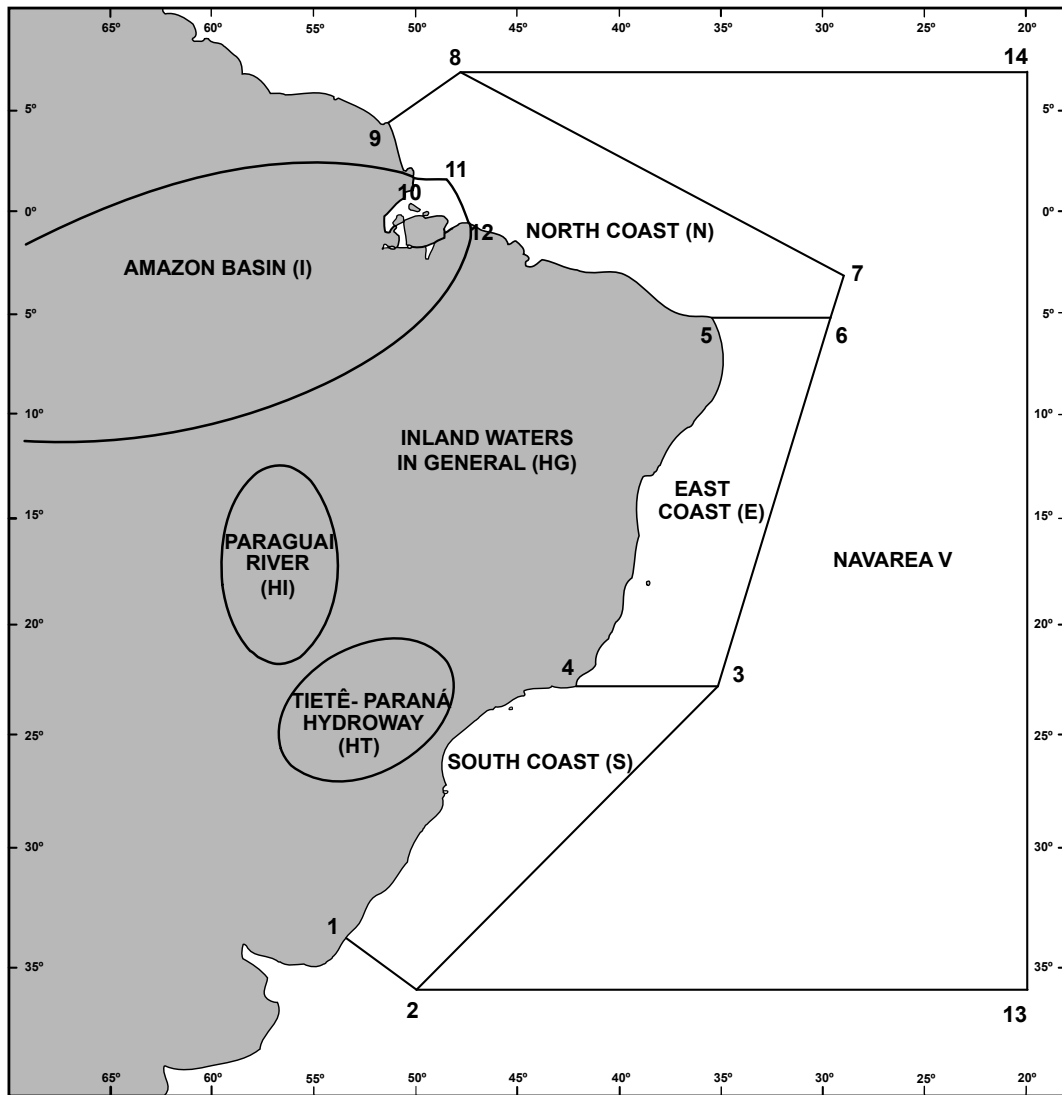 65º 60º 55º 50º 45º 40º 35º 30º 25º 20º
8 14
5º 5º
9
11
10
0º 0º
12 NORTH COAST (N)
AMAZON BASIN (I)
7
5º 5º
5 6
10º 10º
INLAND WATERS
IN GENERAL (HG)
EAST
COAST (E)
15º 15º
PARAGUAI
RIVER
(HI)
NAVAREA V
20º 20º
4 3
TIETÊ- PARANÁ
HYDROWAY
(HT)
25º 25º
SOUTH COAST (S)
30º 30º
1
35º 35º
2 13
65º 60º 55º 50º 45º 40º 35º 30º 25º 20º